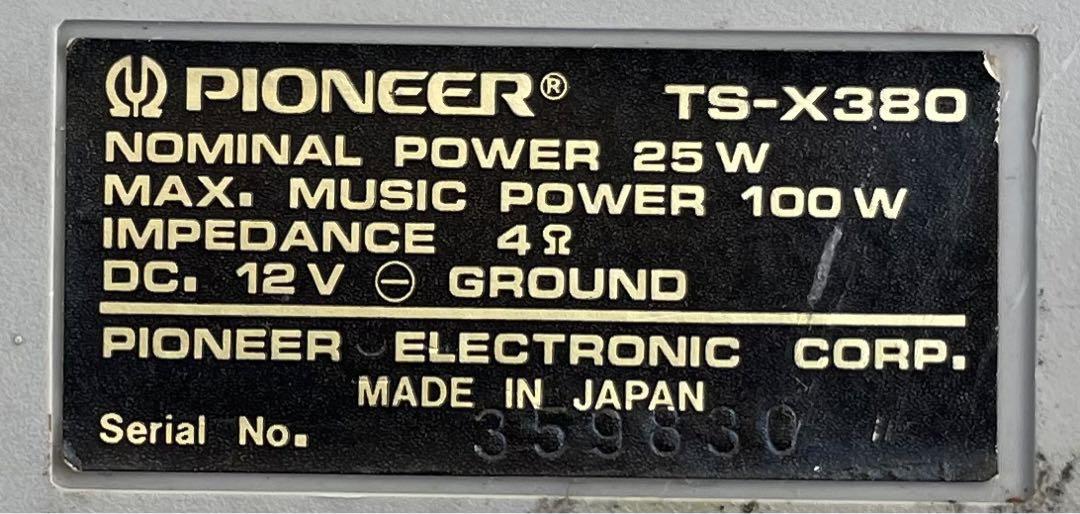 PIONEER® TS-X380
NOMINAL POWER 25 W
MAX. MUSIC POWER 100 W
IMPEDANCE 4 Ω
DC. 12 V ⊖ GROUND
PIONEER ELECTRONIC CORP.
MADE IN JAPAN
Serial No. 359830